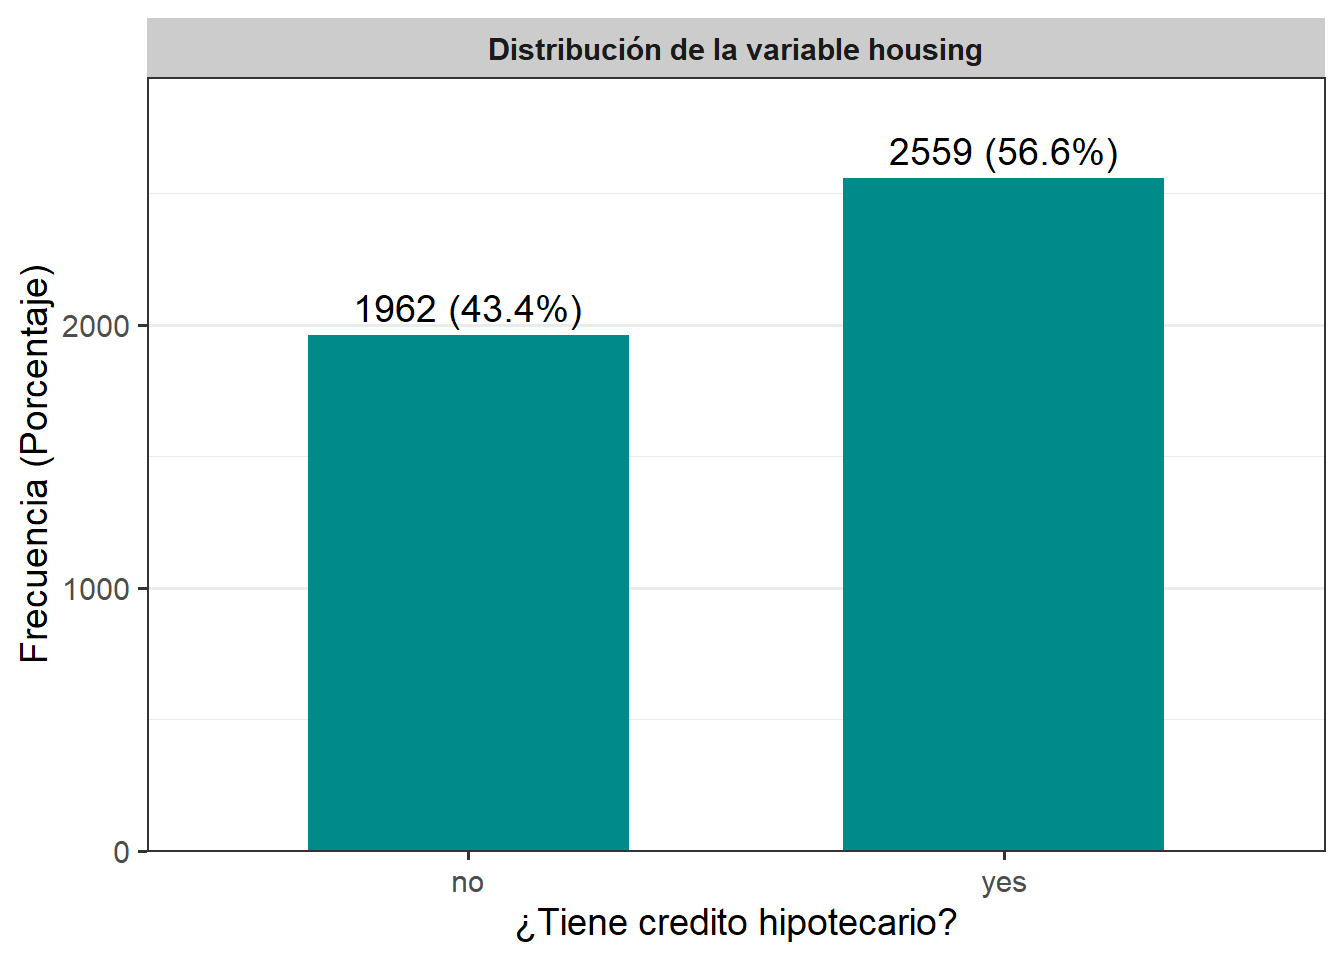 Distribución de la variable housing
2559 (56.6%)
1962 (43.4%)
Frecuencia (Porcentaje)
2000
1000
0
no
yes
¿Tiene credito hipotecario?